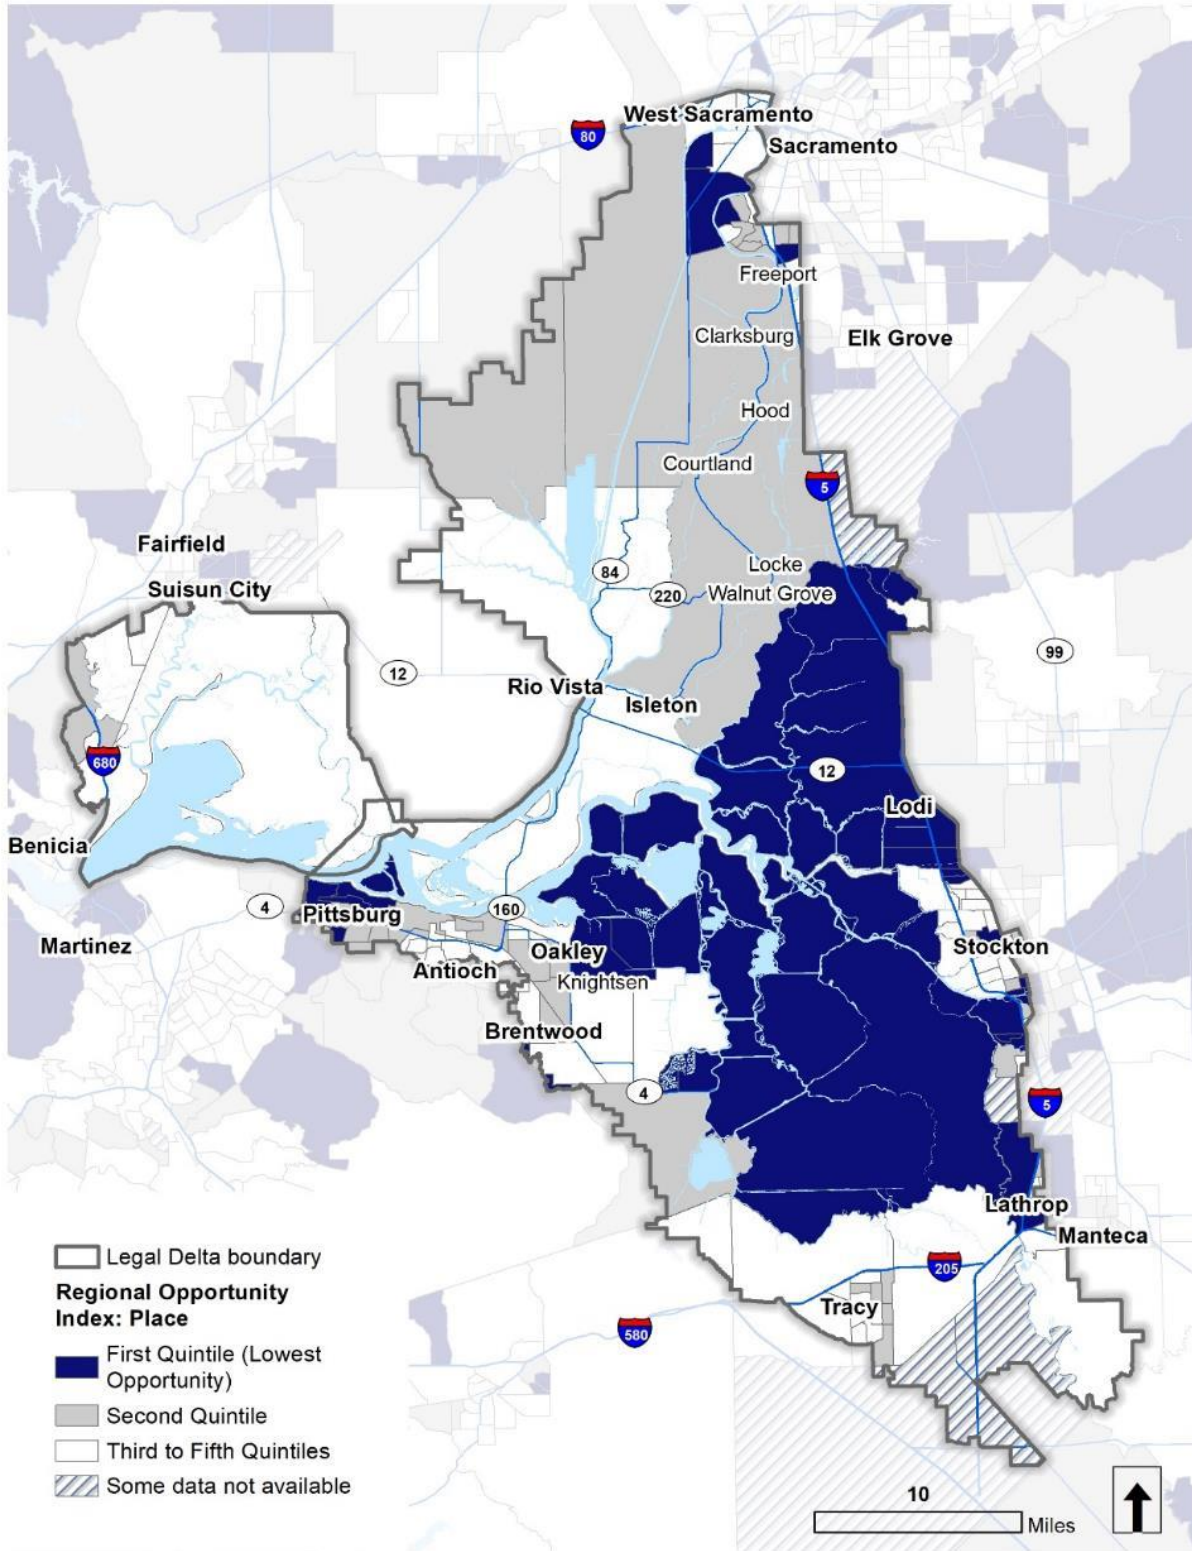 West Sacramento
80
Sacramento
Freeport
Clarksburg
Elk Grove
Hood
Courtland
5
Fairfield
Locke
84
Suisun City
220
Walnut Grove
99
12
Rio Vista
Isleton
680
12
Lodi
Benicia
4
Pittsburg
160
Martinez
Stockton
Oakley
Antioch
Knightsen
Brentwood
4
5
Lathrop
Manteca
Legal Delta boundary
205
Regional Opportunity
Index: Place
Tracy
580
First Quintile (Lowest
Opportunity)
Second Quintile
Third to Fifth Quintiles
Some data not available
10
Miles